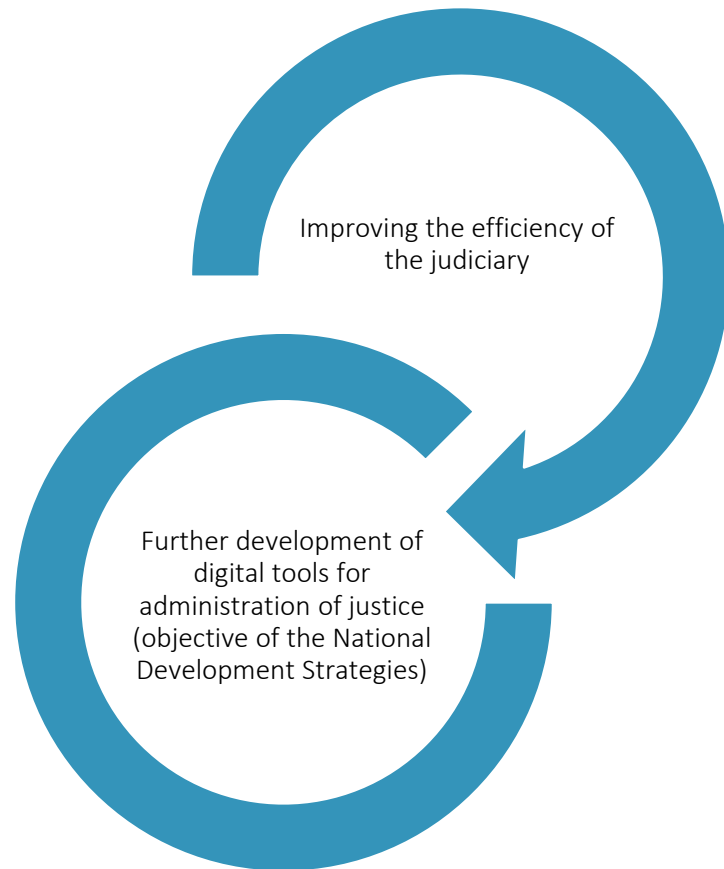 Improving the efficiency of
the judiciary
Further development of
digital tools for
administration of justice
(objective of the National
Development Strategies)